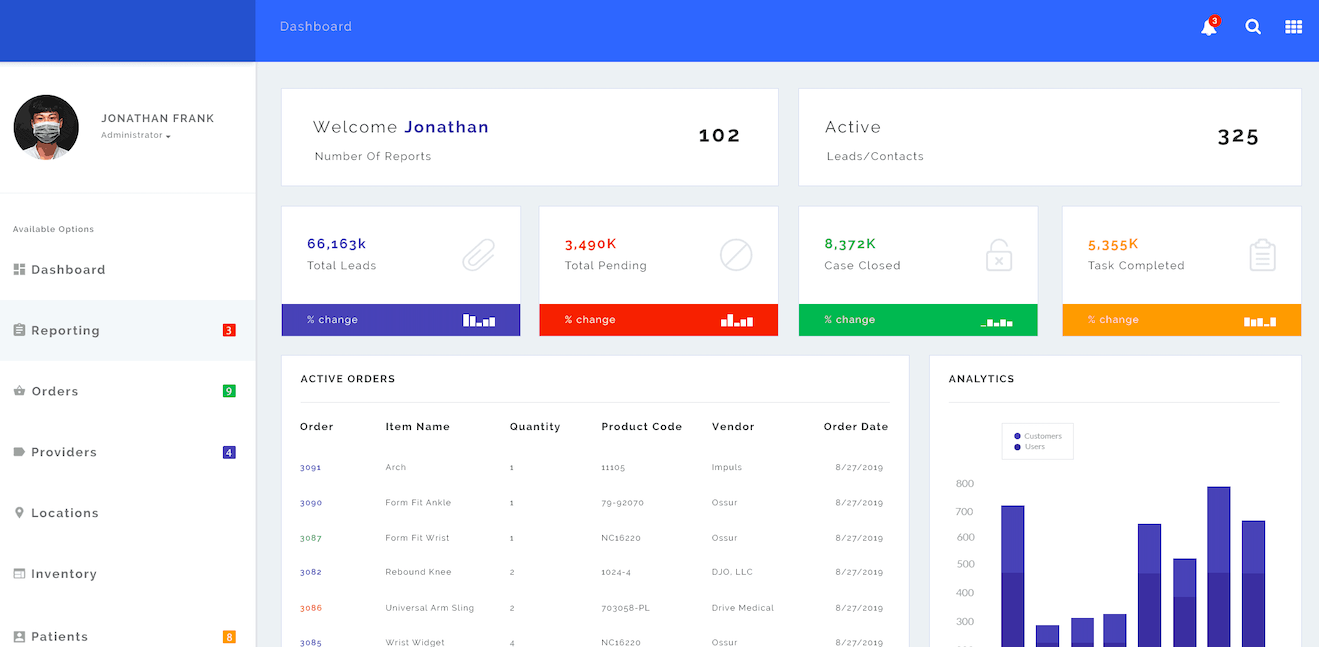 Dashboard
3
JONATHAN FRANK
Administrator
Available Options
Dashboard
Reporting 3
Orders 9
Providers 4
Locations
Inventory
Patients 8
Welcome Jonathan
Number Of Reports
102
Active
Leads/Contacts
325
66,163k
Total Leads
% change
3,490K
Total Pending
% change
8,372K
Case Closed
% change
5,355K
Task Completed
% change
ACTIVE ORDERS
Order Item Name Quantity Product Code Vendor Order Date
3091 Arch 1 11105 Impuls 8/27/2019
3090 Form Fit Ankle 1 79-92070 Ossur 8/27/2019
3087 Form Fit Wrist 1 NC16220 Ossur 8/27/2019
3082 Rebound Knee 2 1024-4 DJO, LLC 8/27/2019
3086 Universal Arm Sling 2 703058-PL Drive Medical 8/27/2019
3085 Wrist Widget 4 NC16220 Ossur 8/27/2019
ANALYTICS
Customers
Users
800
700
600
500
400
300